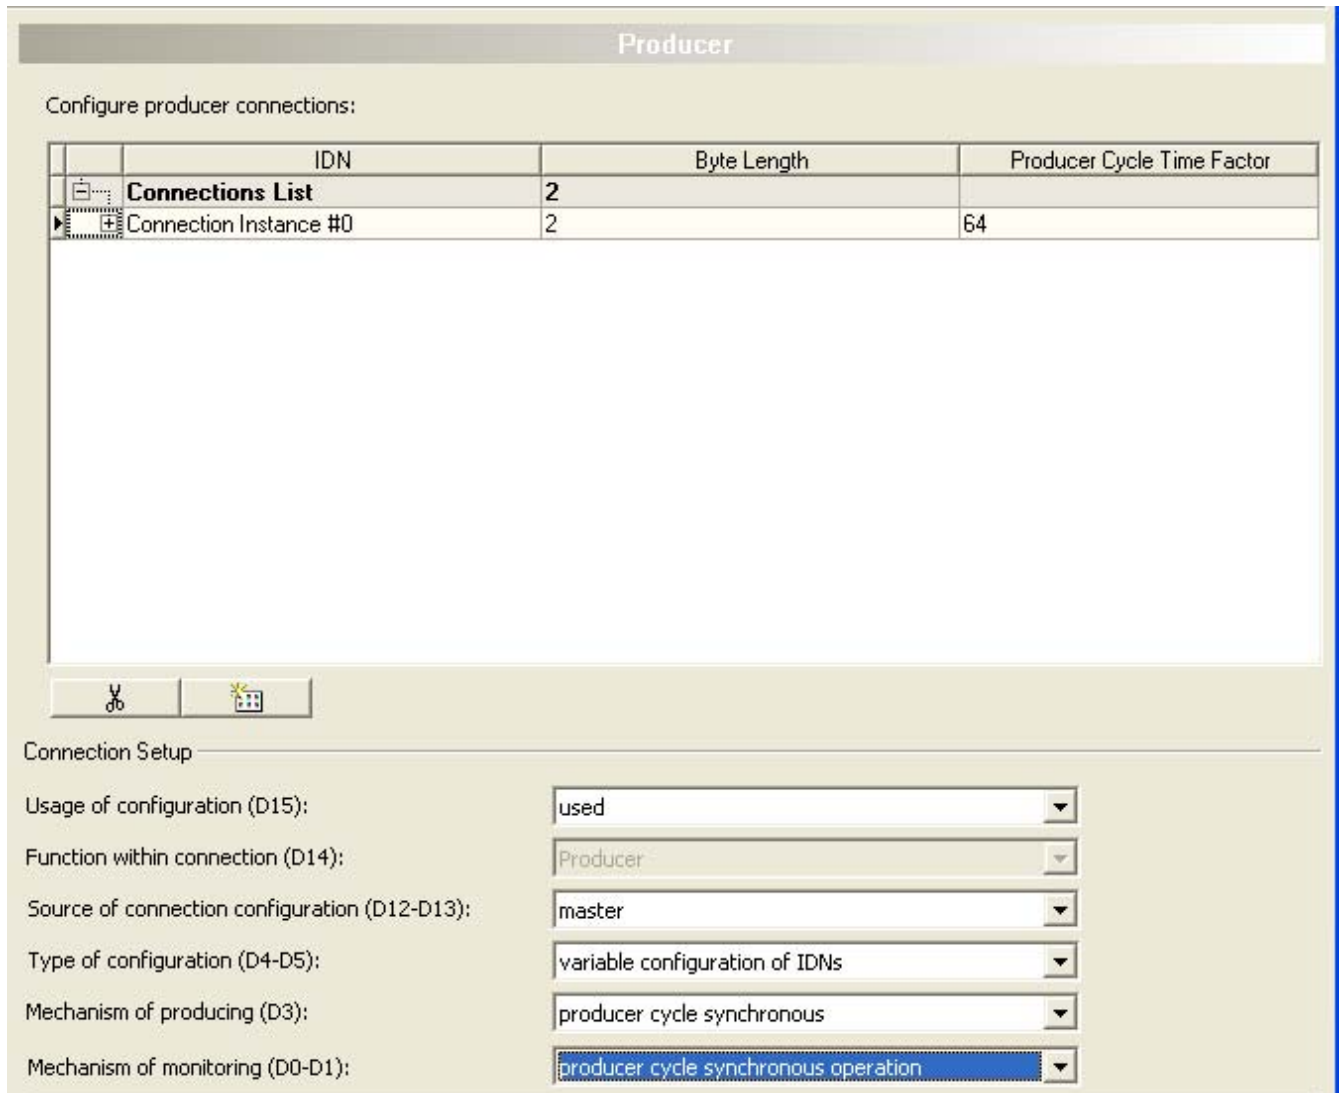 Producer
Configure producer connections:
IDN Byte Length Producer Cycle Time Factor
Connections List 2
Connection Instance #0 2 64
Connection Setup
Usage of configuration (D15): used
Function within connection (D14): Producer
Source of connection configuration (D12-D13): master
Type of configuration (D4-D5): variable configuration of IDNs
Mechanism of producing (D3): producer cycle synchronous
Mechanism of monitoring (D0-D1): producer cycle synchronous operation